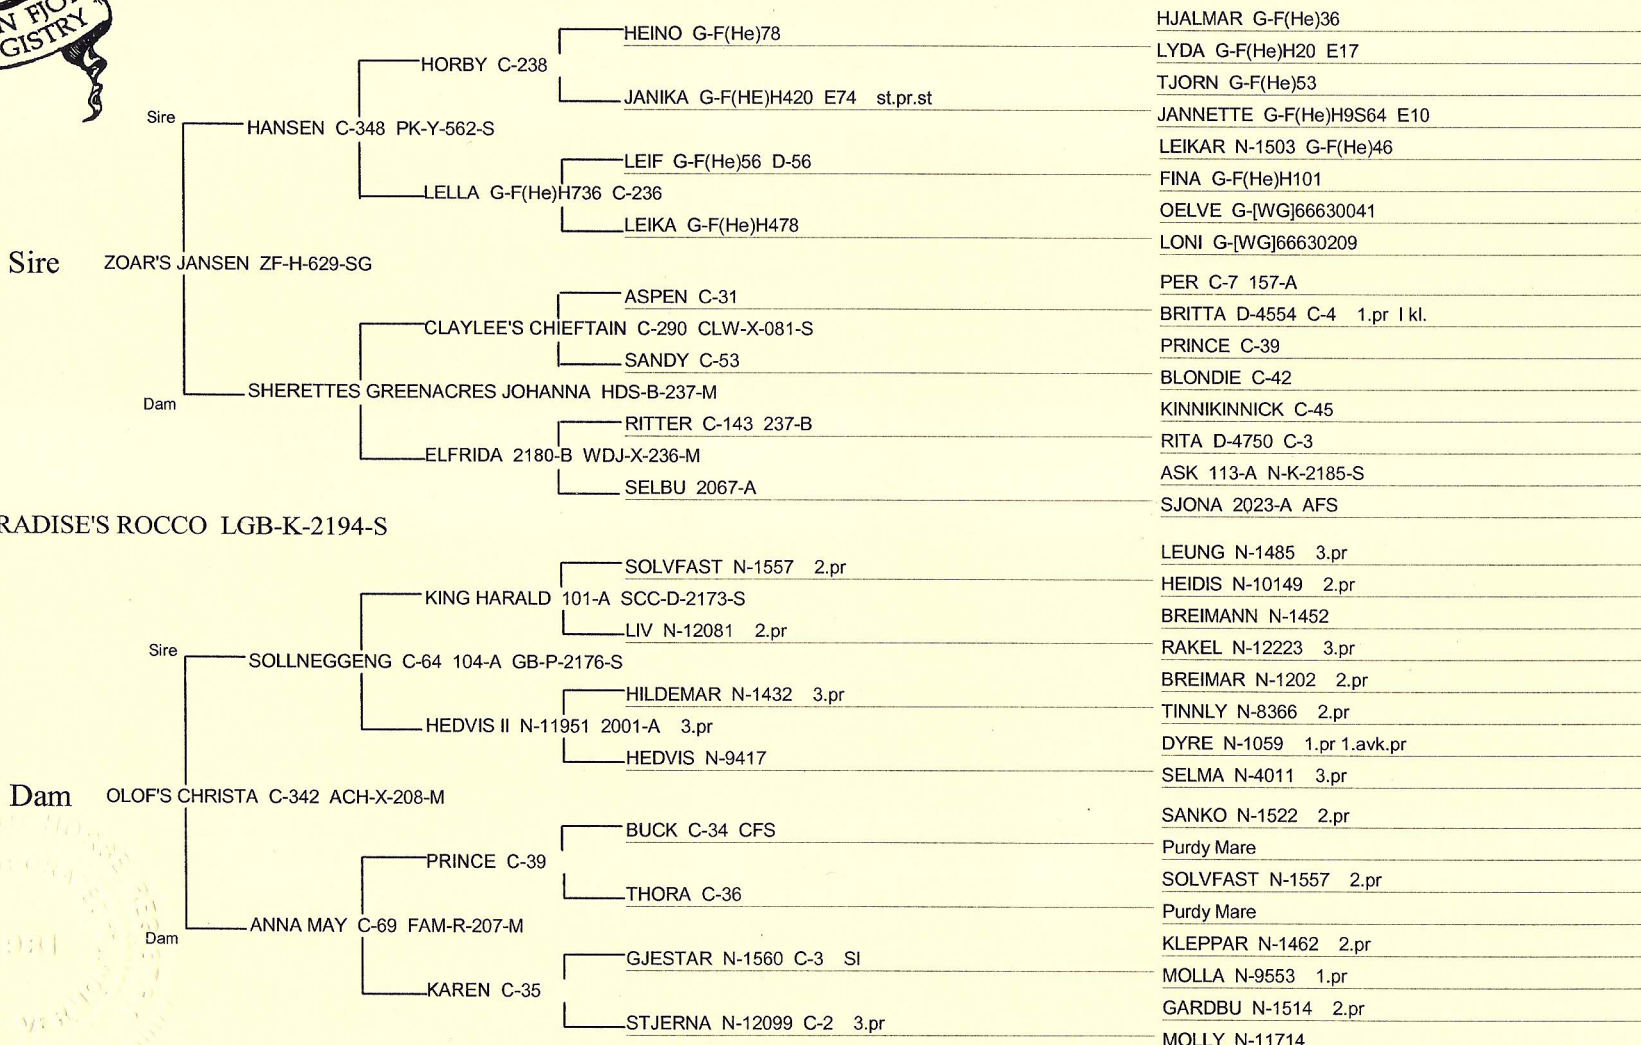 N FJO
GISTRY
HEINO G-F(He)78
HJALMAR G-F(He)36
LYDA G-F(He)H20 E17
HORBY C-238
TJORN G-F(He)53
JANIKA G-F(HE)H420 E74 st.pr.st
JANNETTE G-F(He)H9S64 E10
Sire
HANSEN C-348 PK-Y-562-S
LEIKAR N-1503 G-F(He)46
LEIF G-F(He)56 D-56
FINA G-F(He)H101
LELLA G-F(He)H736 C-236
OELVE G-[WG]66630041
LEIKA G-F(He)H478
LONI G-[WG]66630209
Sire ZOAR'S JANSEN ZF-H-629-SG
PER C-7 157-A
ASPEN C-31
BRITTA D-4554 C-4 1.pr I kl.
CLAYLEE'S CHIEFTAIN C-290 CLW-X-081-S
PRINCE C-39
SANDY C-53
BLONDIE C-42
SHERETTES GREENACRES JOHANNA HDS-B-237-M
Dam
KINNIKINNICK C-45
RITTER C-143 237-B
RITA D-4750 C-3
ELFRIDA 2180-B WDJ-X-236-M
ASK 113-A N-K-2185-S
SELBU 2067-A
SJONA 2023-A AFS
RADISE'S ROCCO LGB-K-2194-S
LEUNG N-1485 3.pr
SOLVFAST N-1557 2.pr
HEIDIS N-10149 2.pr
KING HARALD 101-A SCC-D-2173-S
BREIMANN N-1452
LIV N-12081 2.pr
RAKEL N-12223 3.pr
Sire
SOLLNEGGENG C-64 104-A GB-P-2176-S
BREIMAR N-1202 2.pr
HILDEMAR N-1432 3.pr
TINNLY N-8366 2.pr
HEDVIS II N-11951 2001-A 3.pr
DYRE N-1059 1.pr 1.avk.pr
HEDVIS N-9417
SELMA N-4011 3.pr
Dam OLOF'S CHRISTA C-342 ACH-X-208-M
SANKO N-1522 2.pr
BUCK C-34 CFS
Purdy Mare
PRINCE C-39
SOLVFAST N-1557 2.pr
THORA C-36
Purdy Mare
ANNA MAY C-69 FAM-R-207-M
Dam
KLEPPAR N-1462 2.pr
GJESTAR N-1560 C-3 SI
MOLLA N-9553 1.pr
KAREN C-35
GARDBU N-1514 2.pr
STJERNA N-12099 C-2 3.pr
MOLLY N-11714